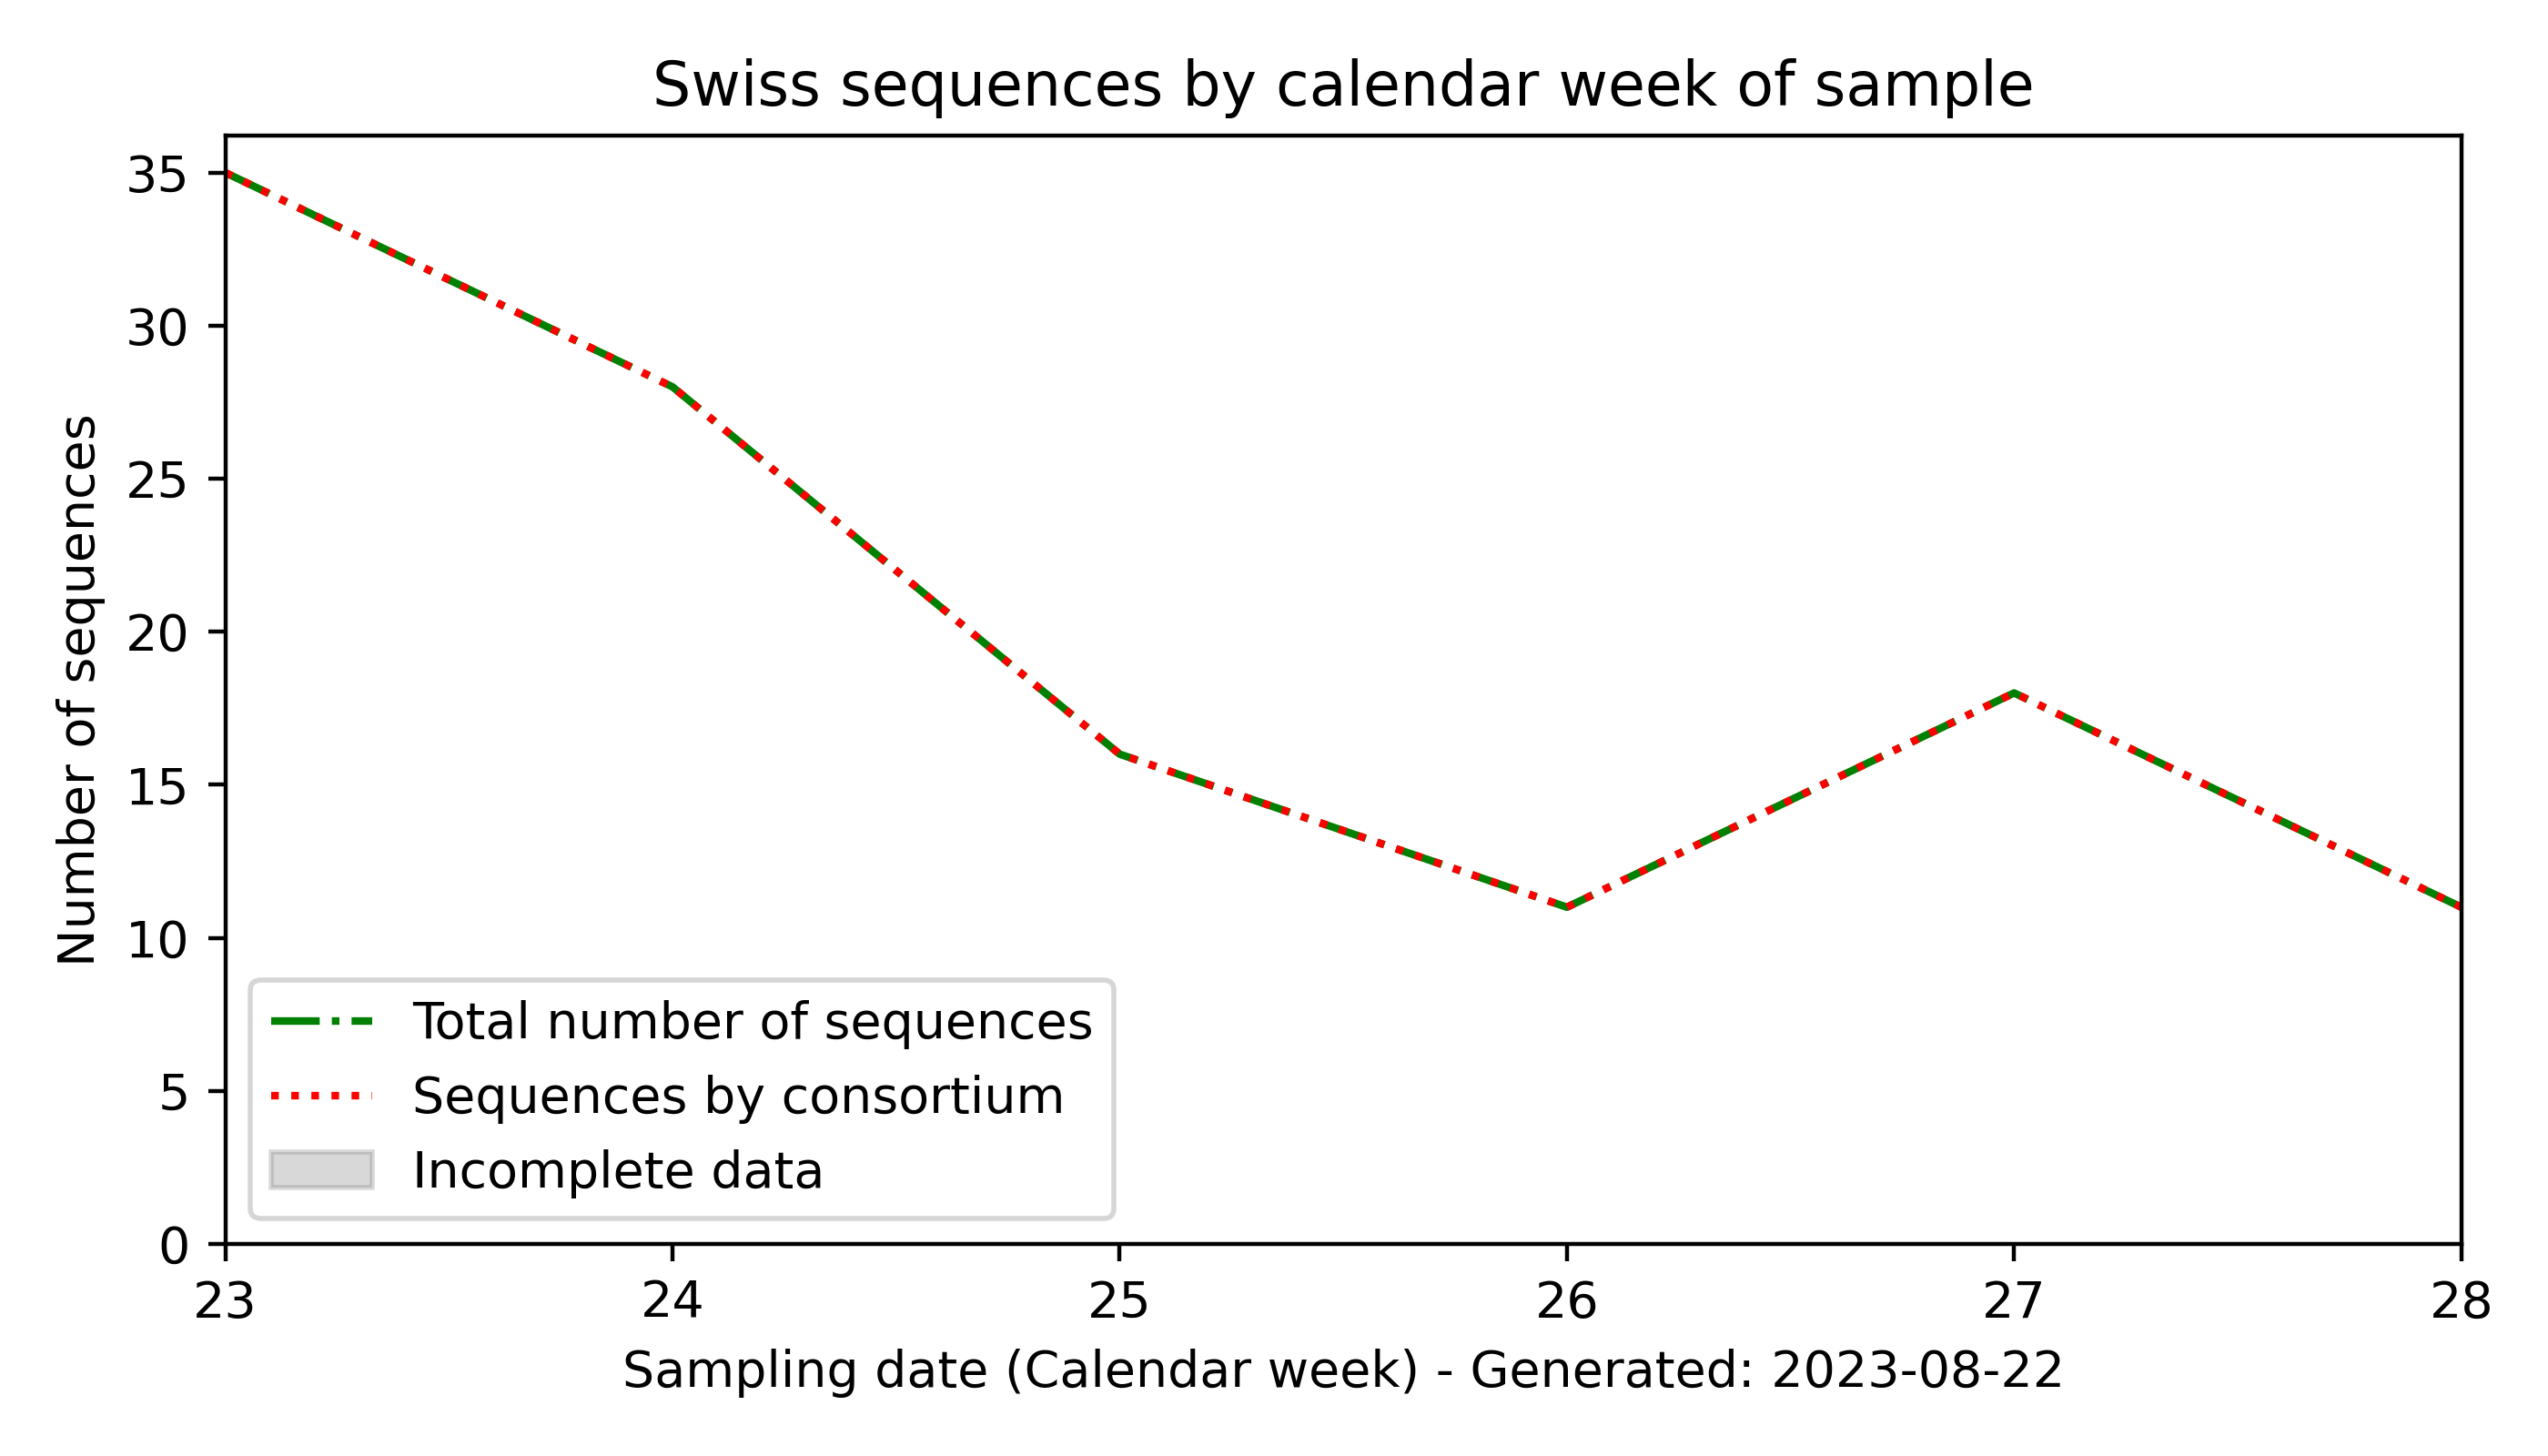 Swiss sequences by calendar week of sample
Number of sequences
35
30
25
20
15
10
5
0
Total number of sequences
Sequences by consortium
Incomplete data
23 24 25 26 27 28
Sampling date (Calendar week) - Generated: 2023-08-22